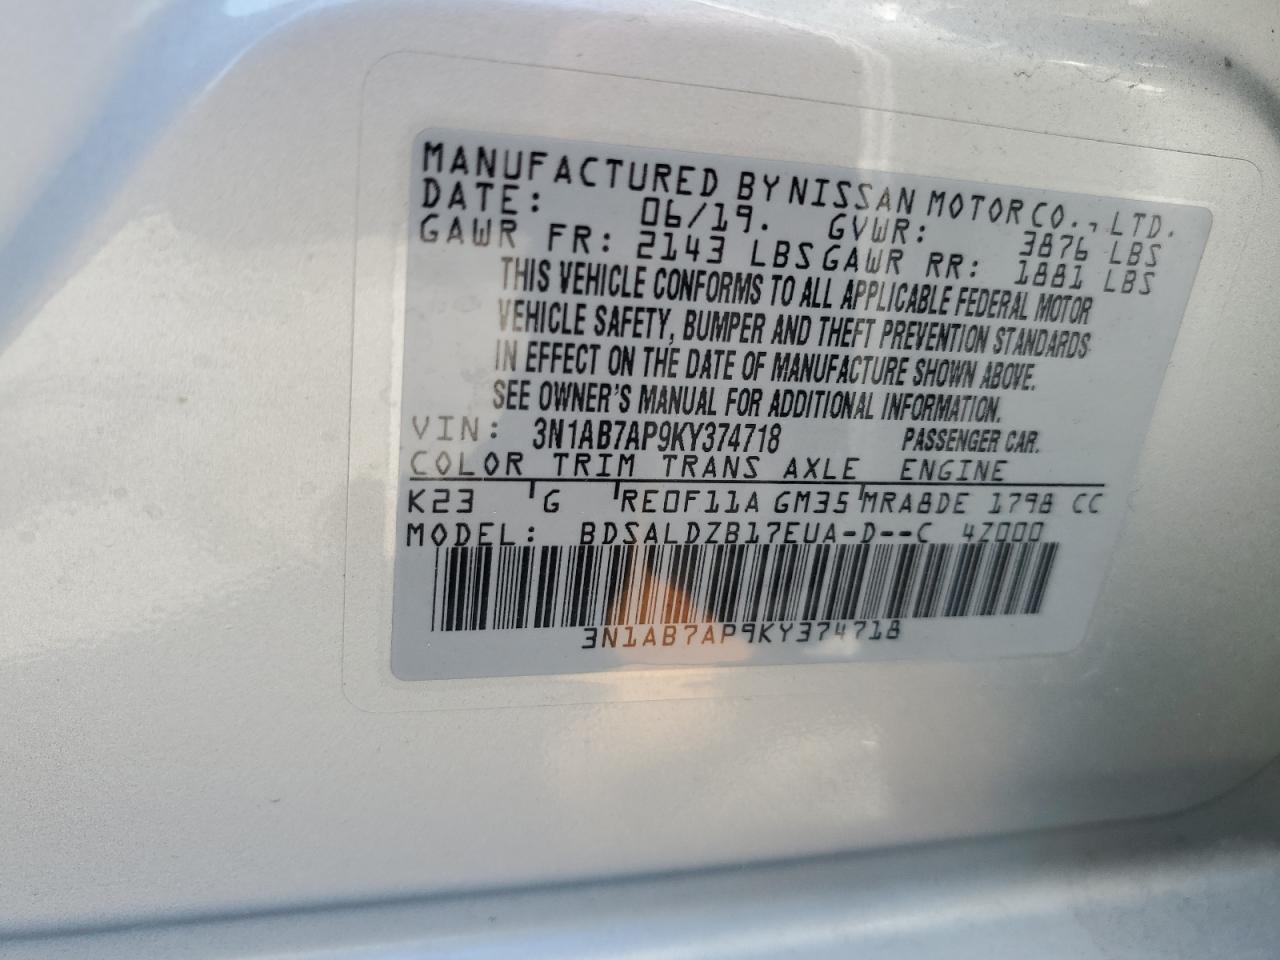 MANUFACTURED BY NISSAN MOTOR CO., LTD.
DATE: 06/19. GVWR: 3876 LBS
GAWR FR: 2143 LBS GAWR RR: 1881 LBS
THIS VEHICLE CONFORMS TO ALL APPLICABLE FEDERAL MOTOR
VEHICLE SAFETY, BUMPER AND THEFT PREVENTION STANDARDS
IN EFFECT ON THE DATE OF MANUFACTURE SHOWN ABOVE.
SEE OWNER'S MANUAL FOR ADDITIONAL INFORMATION.
VIN: 3N1AB7AP9KY374718 PASSENGER CAR.
COLOR TRIM TRANS AXLE ENGINE
K23 G RE0F11A GM35 MRA8DE 1798 CC
MODEL: BDSALDZB17EUA-D--C 4Z000
3N1AB7AP9KY374718